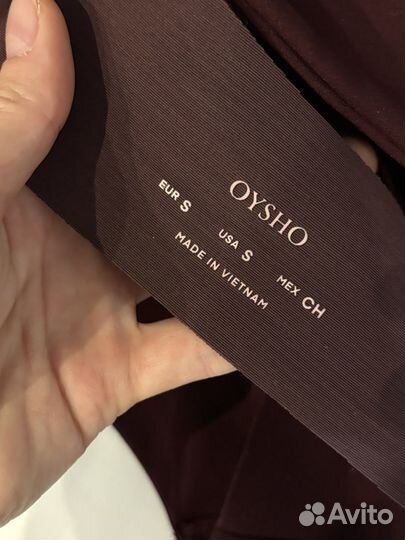 OYSHO
EUR S USA S MEX CH
MADE IN VIETNAM
Avito